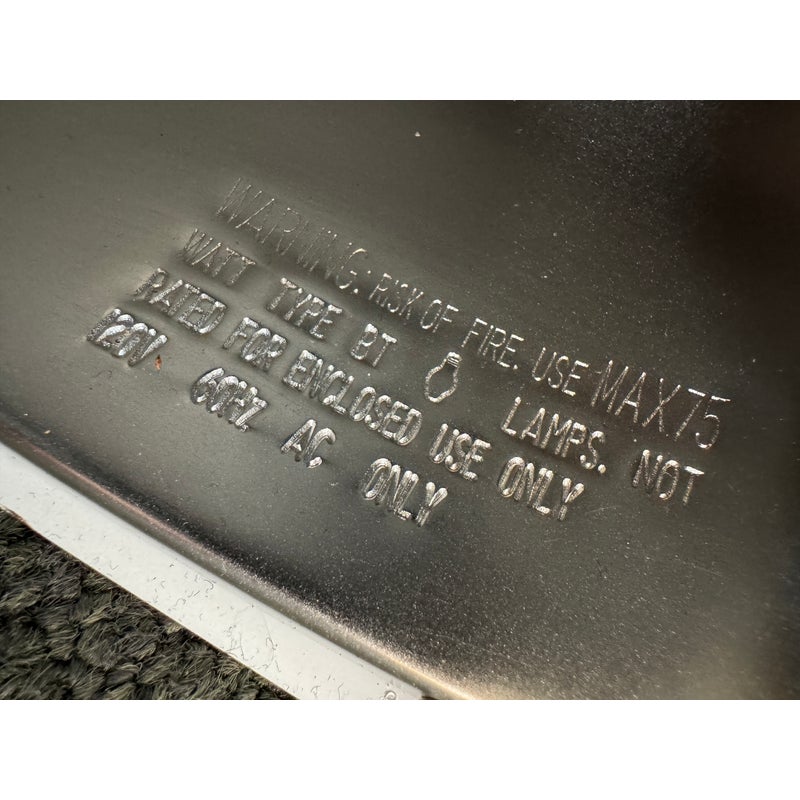 WARNING: RISK OF FIRE. USE MAX75
WATT TYPE BT LAMPS. NOT
RATED FOR ENCLOSED USE ONLY
120V 60HZ AC ONLY